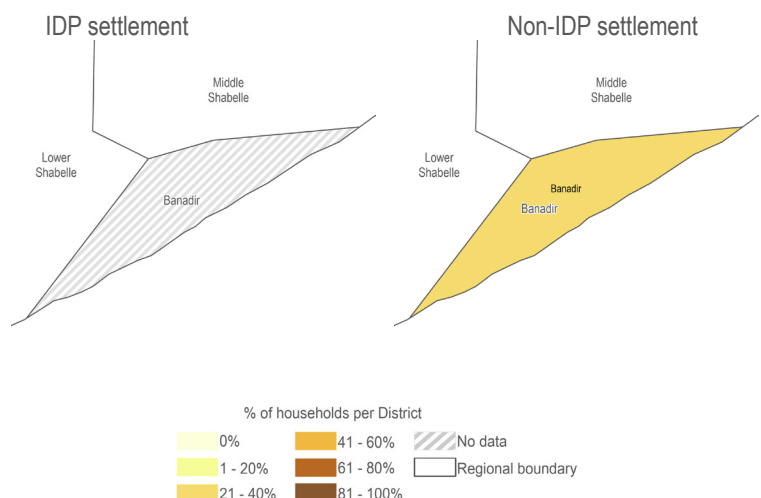 IDP settlement
Non-IDP settlement
Middle
Shabelle
Lower
Shabelle
Banadir
Middle
Shabelle
Lower
Shabelle
Banadir
Banadir
% of households per District
0%
1 - 20%
21 - 40%
41 - 60%
61 - 80%
81 - 100%
No data
Regional boundary